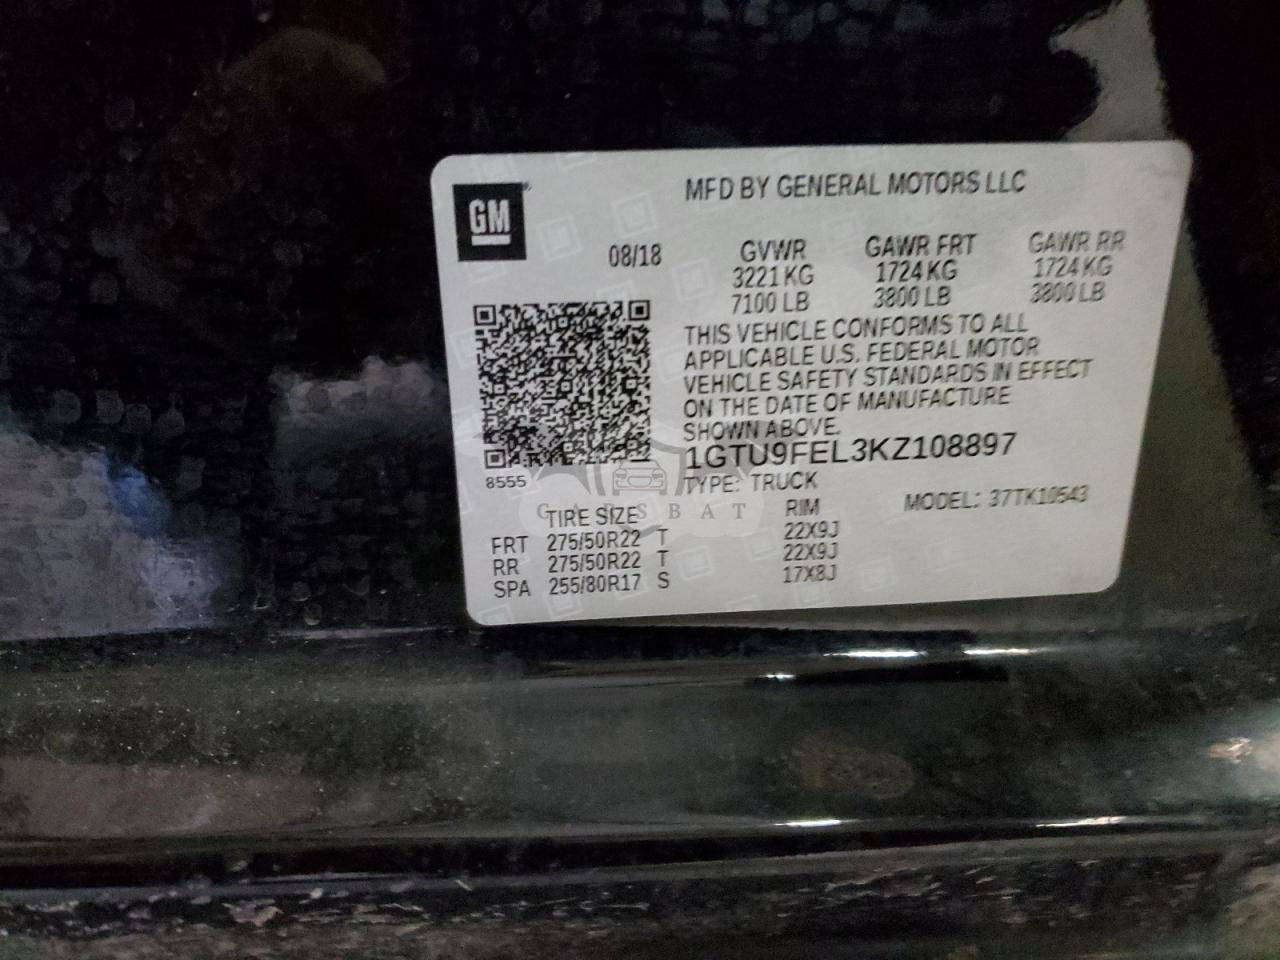 GM
MFD BY GENERAL MOTORS LLC
08/18 GVWR GAWR FRT GAWR RR
3221 KG 1724 KG 1724 KG
7100 LB 3800 LB 3800 LB
THIS VEHICLE CONFORMS TO ALL
APPLICABLE U.S. FEDERAL MOTOR
VEHICLE SAFETY STANDARDS IN EFFECT
ON THE DATE OF MANUFACTURE
SHOWN ABOVE.
1GTU9FEL3KZ108897
8555
TYPE: TRUCK
MODEL: 37TK10543
TIRE SIZE RIM
FRT 275/50R22 T 22X9J
RR 275/50R22 T 22X9J
SPA 255/80R17 S 17X8J
CARSBAT